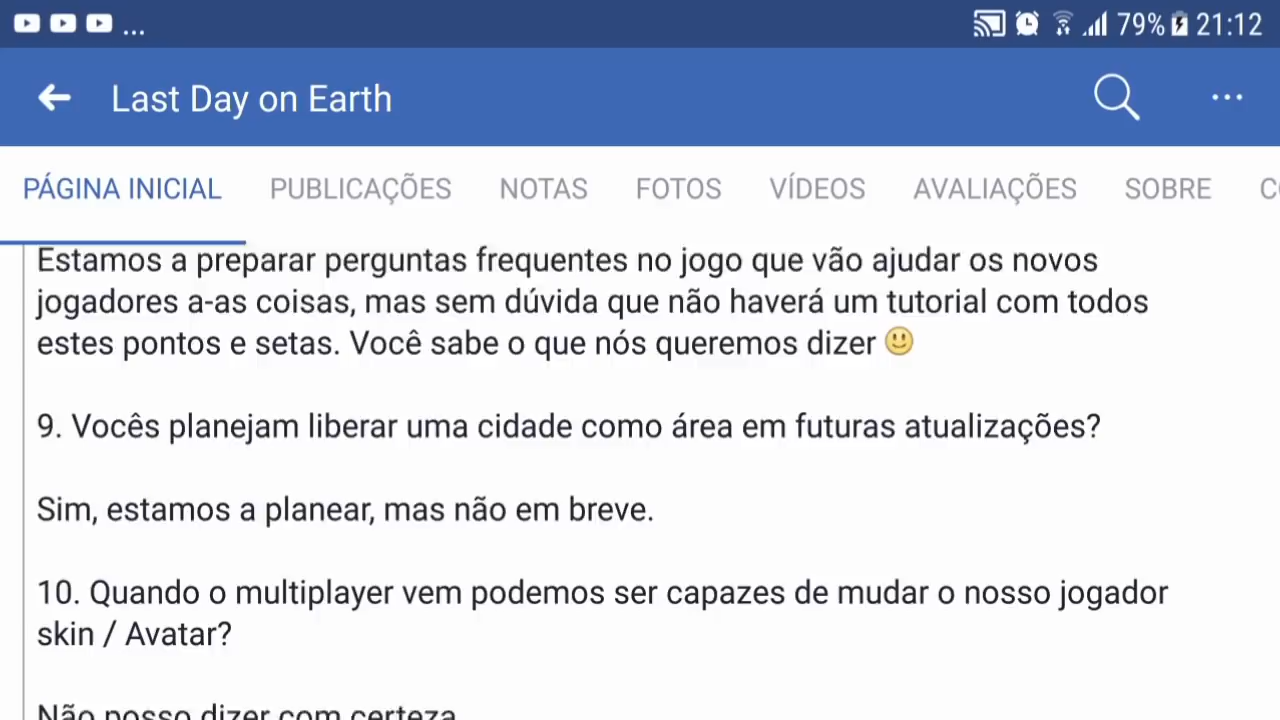 ... 79% 21:12
Last Day on Earth ...
PÁGINA INICIAL PUBLICAÇÕES NOTAS FOTOS VÍDEOS AVALIAÇÕES SOBRE
Estamos a preparar perguntas frequentes no jogo que vão ajudar os novos
jogadores a-as coisas, mas sem dúvida que não haverá um tutorial com todos
estes pontos e setas. Você sabe o que nós queremos dizer 🙂
9. Vocês planejam liberar uma cidade como área em futuras atualizações?
Sim, estamos a planear, mas não em breve.
10. Quando o multiplayer vem podemos ser capazes de mudar o nosso jogador
skin / Avatar?
Não posso dizer com certeza